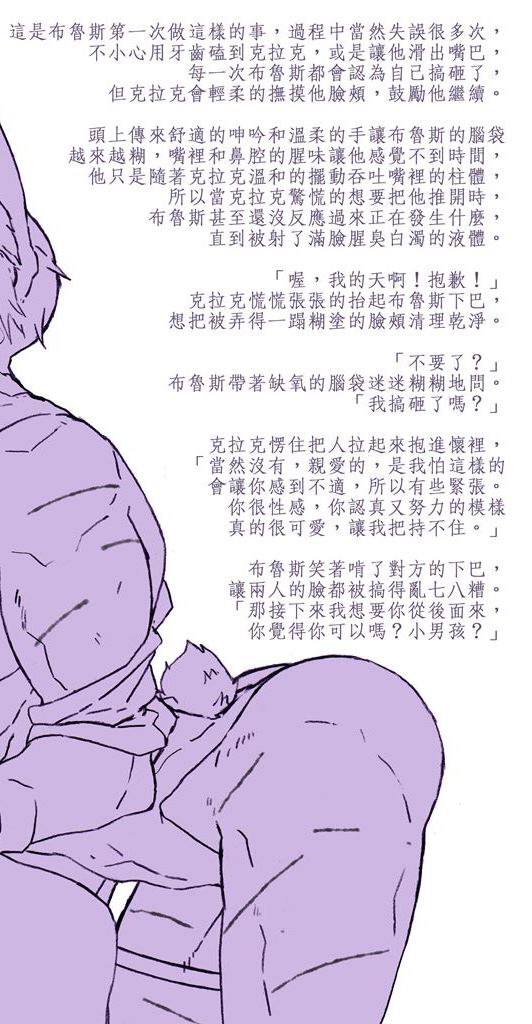 這是布魯斯第一次做這樣的事，過程中當然失誤很多次，
不小心用牙齒磕到克拉克，或是讓他滑出嘴巴，
每一次布魯斯都會認為自己搞砸了，
但克拉克會輕柔的撫摸他臉頰，鼓勵他繼續。
頭上傳來舒適的呻吟和溫柔的手讓布魯斯的腦袋
越來越糊，嘴裡和鼻腔的腥味讓他感覺不到時間，
他只是隨著克拉克溫和的擺動吞吐嘴裡的柱體，
所以當克拉克驚慌的想要把他推開時，
布魯斯甚至還沒反應過來正在發生什麼，
直到被射了滿臉腥臭白濁的液體。
「喔，我的天啊！抱歉！」
克拉克慌慌張張的抬起布魯斯下巴，
想把被弄得一蹋糊塗的臉頰清理乾淨。
「不要了？」
布魯斯帶著缺氧的腦袋迷迷糊糊地問。
「我搞砸了嗎？」
克拉克愣住把人拉起來抱進懷裡，
「當然沒有，親愛的，是我怕這樣的
會讓你感到不適，所以有些緊張。
你很性感，你認真又努力的模樣
真的很可愛，讓我把持不住。」
布魯斯笑著啃了對方的下巴，
讓兩人的臉都被搞得亂七八糟。
「那接下來我想要你從後面來，
你覺得你可以嗎？小男孩？」